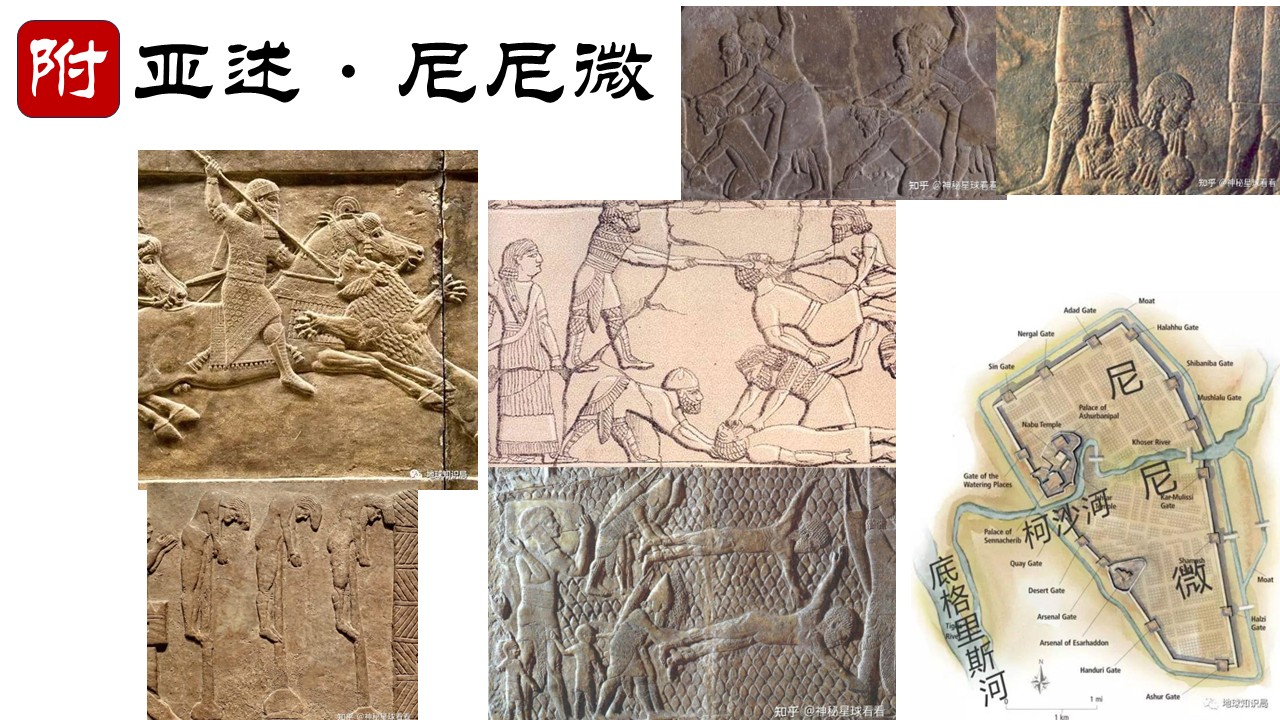 附 亚述·尼尼微
知乎 @神秘星球看看
知乎 @神秘星球看看
地球知识局
知乎 @神秘星球看看
知乎 @神秘星球看看
Moat
Adad Gate
Halahhu Gate
Nergal Gate
Sin Gate
Shibaniba Gate
尼
Mushlalu Gate
Palace of
Ashurbanipal
Nabu Temple
Khoser River
Gate of the
Watering Places
尼
Kar-Mulissi
Gate
Palace of
Sennacherib
柯沙河
Quay Gate
微
Moat
底格里斯河
Desert Gate
Arsenal Gate
Halzi
Gate
Arsenal of Esarhaddon
Handuri Gate
Ashur Gate
N
1 mi
1 km
地球知识局